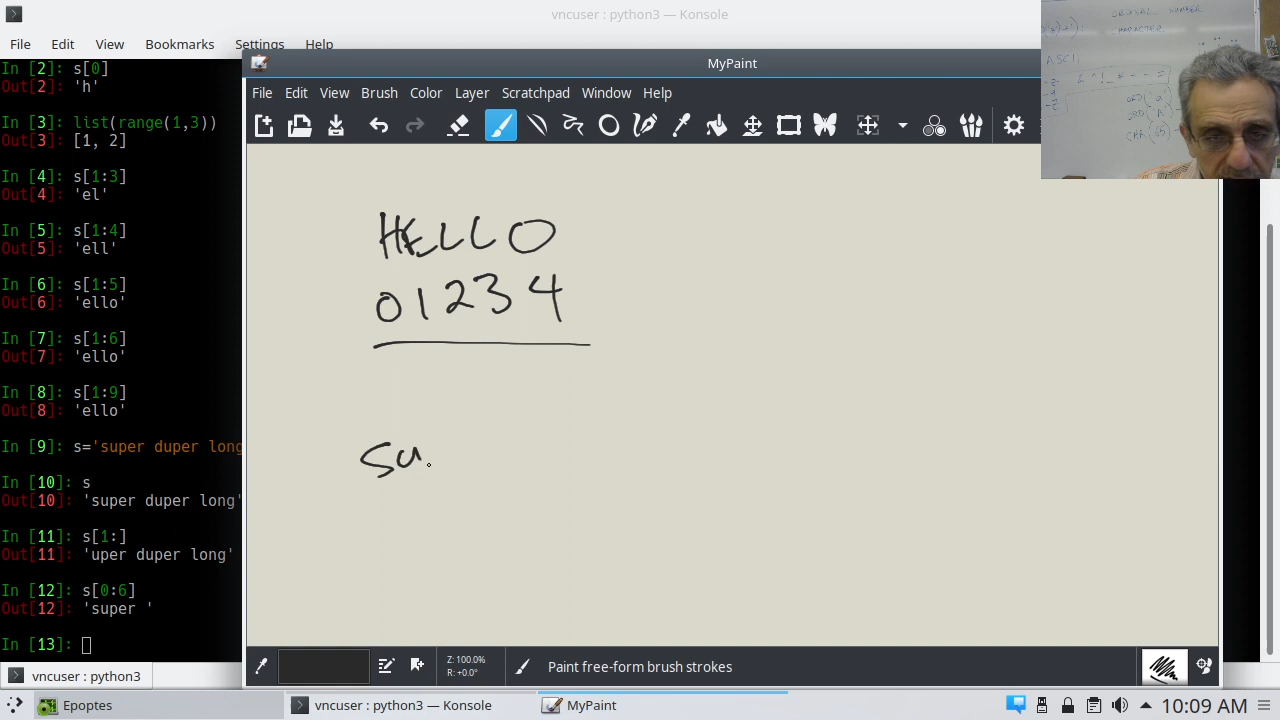 vncuser : python3 — Konsole
File Edit View Bookmarks Settings Help
In [2]: s[0]
Out[2]: 'h'
In [3]: list(range(1,3))
Out[3]: [1, 2]
In [4]: s[1:3]
Out[4]: 'el'
In [5]: s[1:4]
Out[5]: 'ell'
In [6]: s[1:5]
Out[6]: 'ello'
In [7]: s[1:6]
Out[7]: 'ello'
In [8]: s[1:9]
Out[8]: 'ello'
In [9]: s='super duper long
In [10]: s
Out[10]: 'super duper long'
In [11]: s[1:]
Out[11]: 'uper duper long'
In [12]: s[0:6]
Out[12]: 'super '
In [13]:
vncuser : python3
MyPaint
File Edit View Brush Color Layer Scratchpad Window Help
HELLO
01234
Su
Z: 100.0%
R: +0.0°
Paint free-form brush strokes
ORDINAL NUMBER
CHARACTER
ASCI
Epoptes
vncuser : python3 — Konsole
MyPaint
10:09 AM